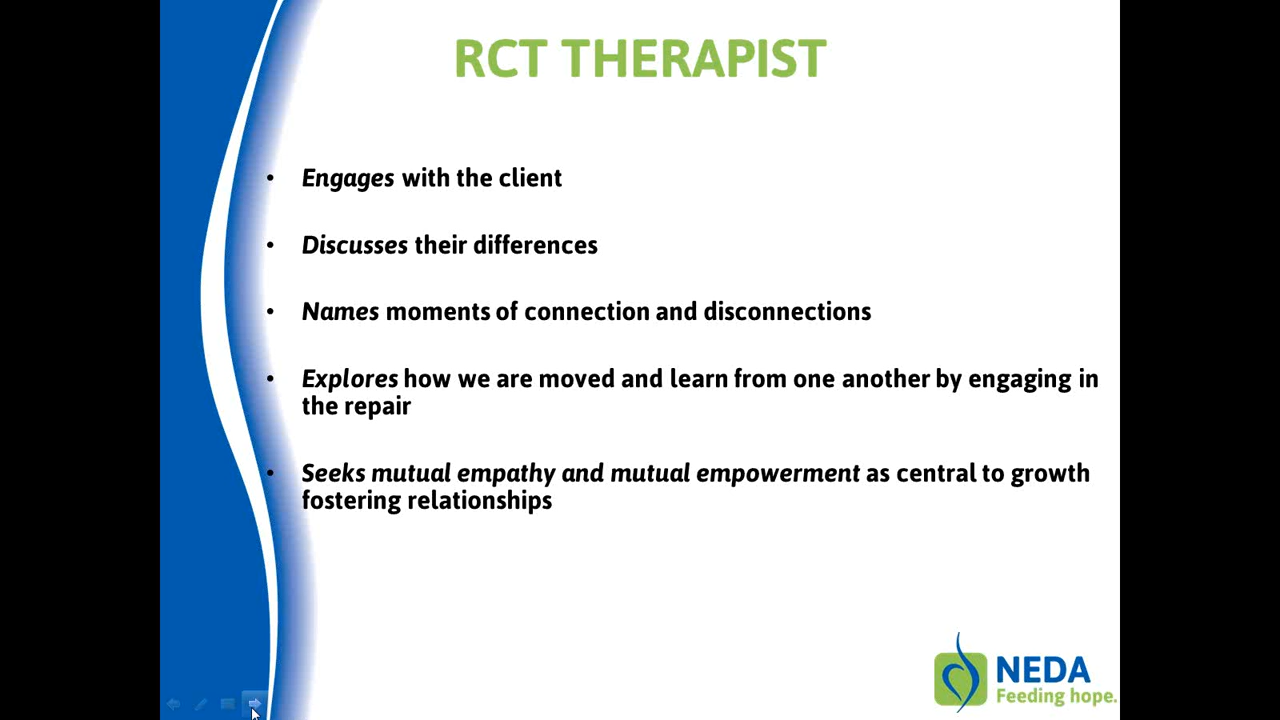 RCT THERAPIST
• Engages with the client
• Discusses their differences
• Names moments of connection and disconnections
• Explores how we are moved and learn from one another by engaging in
the repair
• Seeks mutual empathy and mutual empowerment as central to growth
fostering relationships
NEDA
Feeding hope.